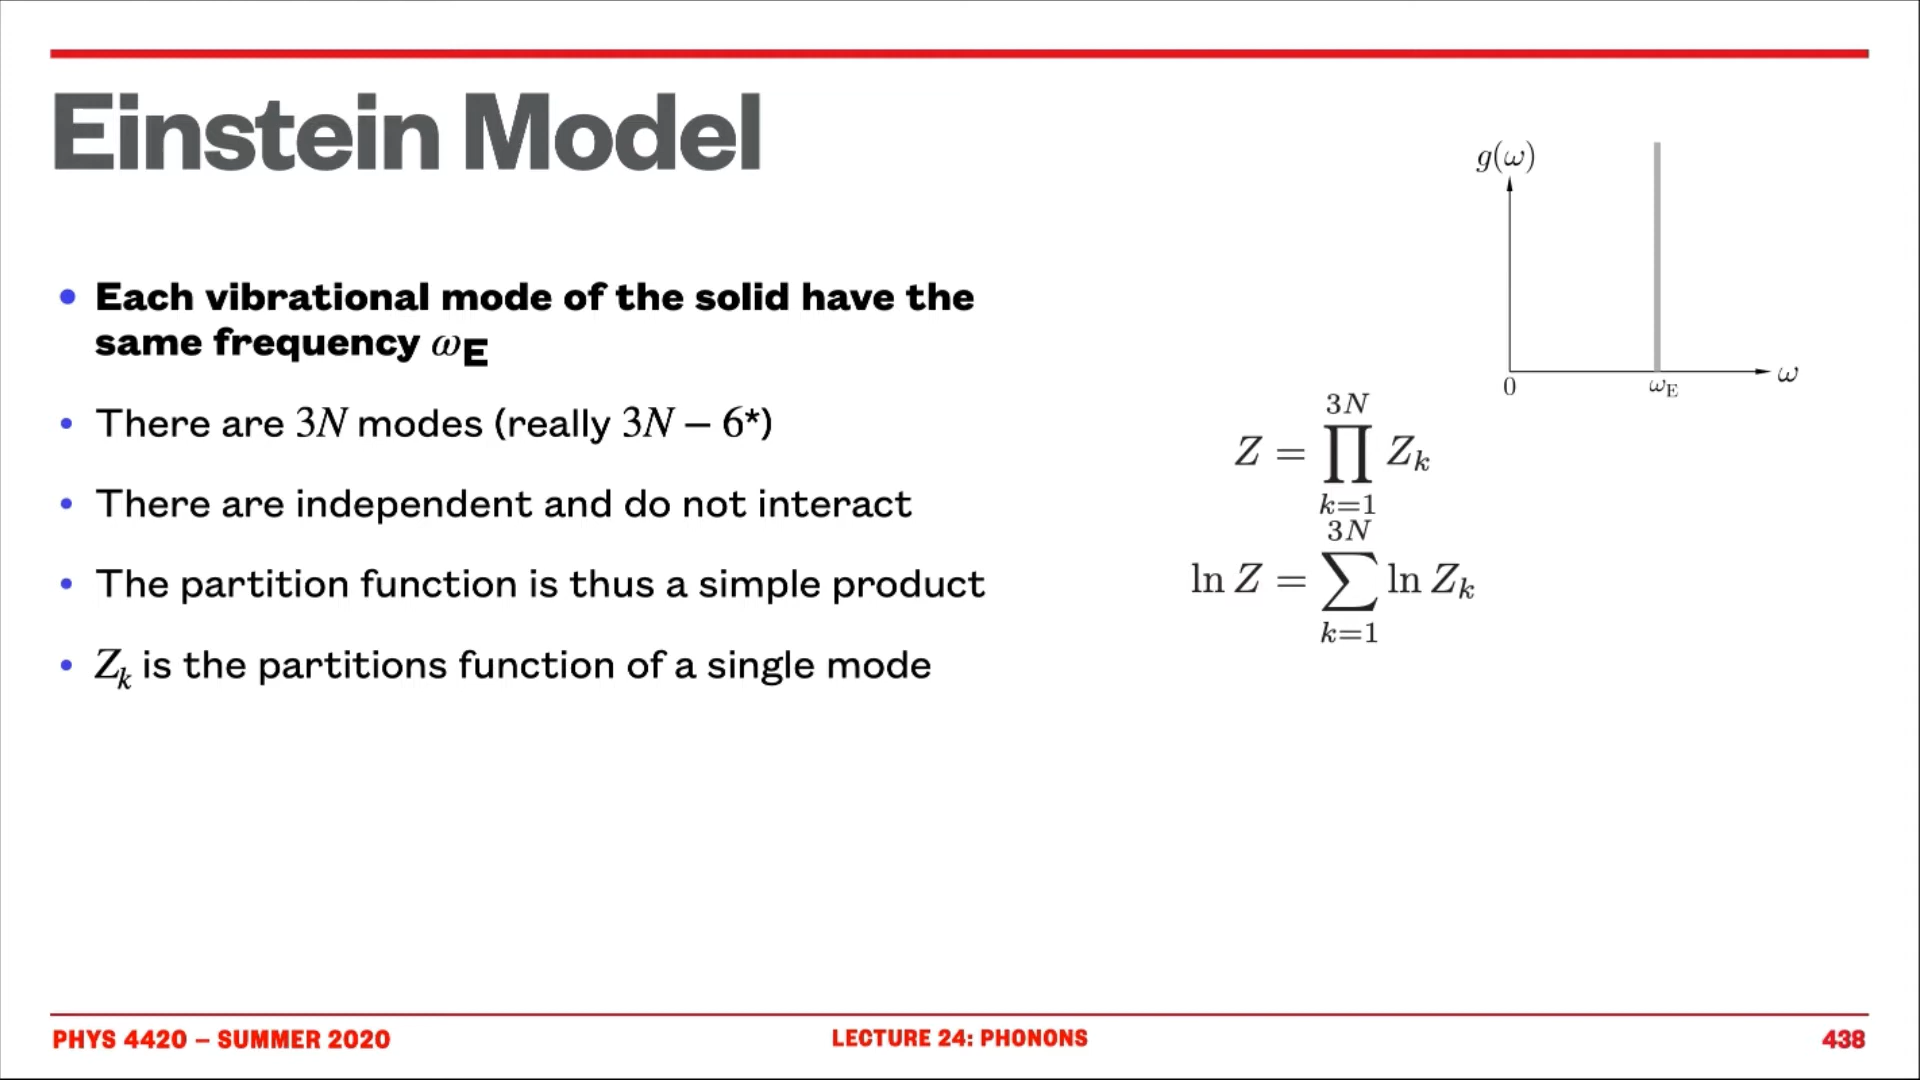 Einstein Model
• Each vibrational mode of the solid have the
same frequency ωE
• There are 3N modes (really 3N – 6*)
• There are independent and do not interact
• The partition function is thus a simple product
• Zk is the partitions function of a single mode
g(ω)
0 ωE ω
3N
Z = ∏ Zk
k=1
3N
ln Z = ∑ ln Zk
k=1
PHYS 4420 – SUMMER 2020 LECTURE 24: PHONONS 438